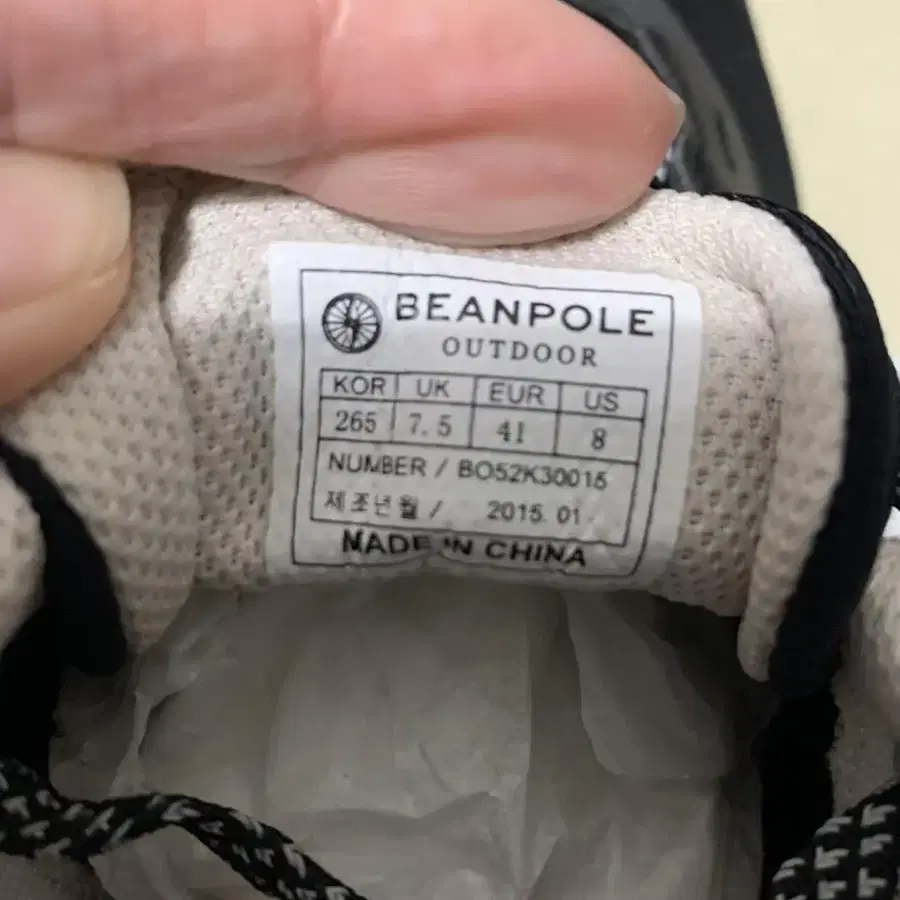 BEANPOLE
OUTDOOR
KOR UK EUR US
265 7.5 41 8
NUMBER / BO52K30015
제조년월 / 2015. 01
MADE IN CHINA